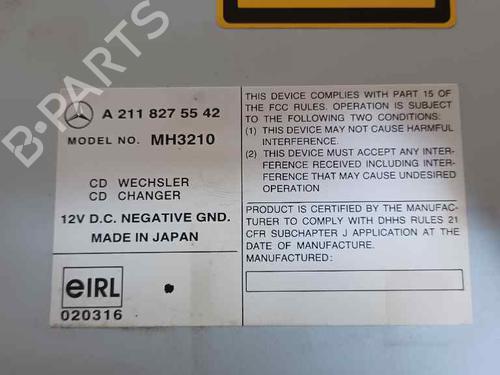 B-PARTS
A 211 827 55 42
MODEL NO. MH3210
CD WECHSLER
CD CHANGER
12V D.C. NEGATIVE GND.
MADE IN JAPAN
eIRL
020316
THIS DEVICE COMPLIES WITH PART 15 OF
THE FCC RULES. OPERATION IS SUBJECT
TO THE FOLLOWING TWO CONDITIONS:
(1) THIS DEVICE MAY NOT CAUSE HARMFUL
INTERFERENCE.
(2) THIS DEVICE MUST ACCEPT ANY INTER-
FERENCE RECEIVED INCLUDING INTER-
FERENCE THAT MAY CAUSE UNDESIRED
OPERATION
PRODUCT IS CERTIFIED BY THE MANUFAC-
TURER TO COMPLY WITH DHHS RULES 21
CFR SUBCHAPTER J APPLICATION AT THE
DATE OF MANUFACTURE.
MANUFACTURED: